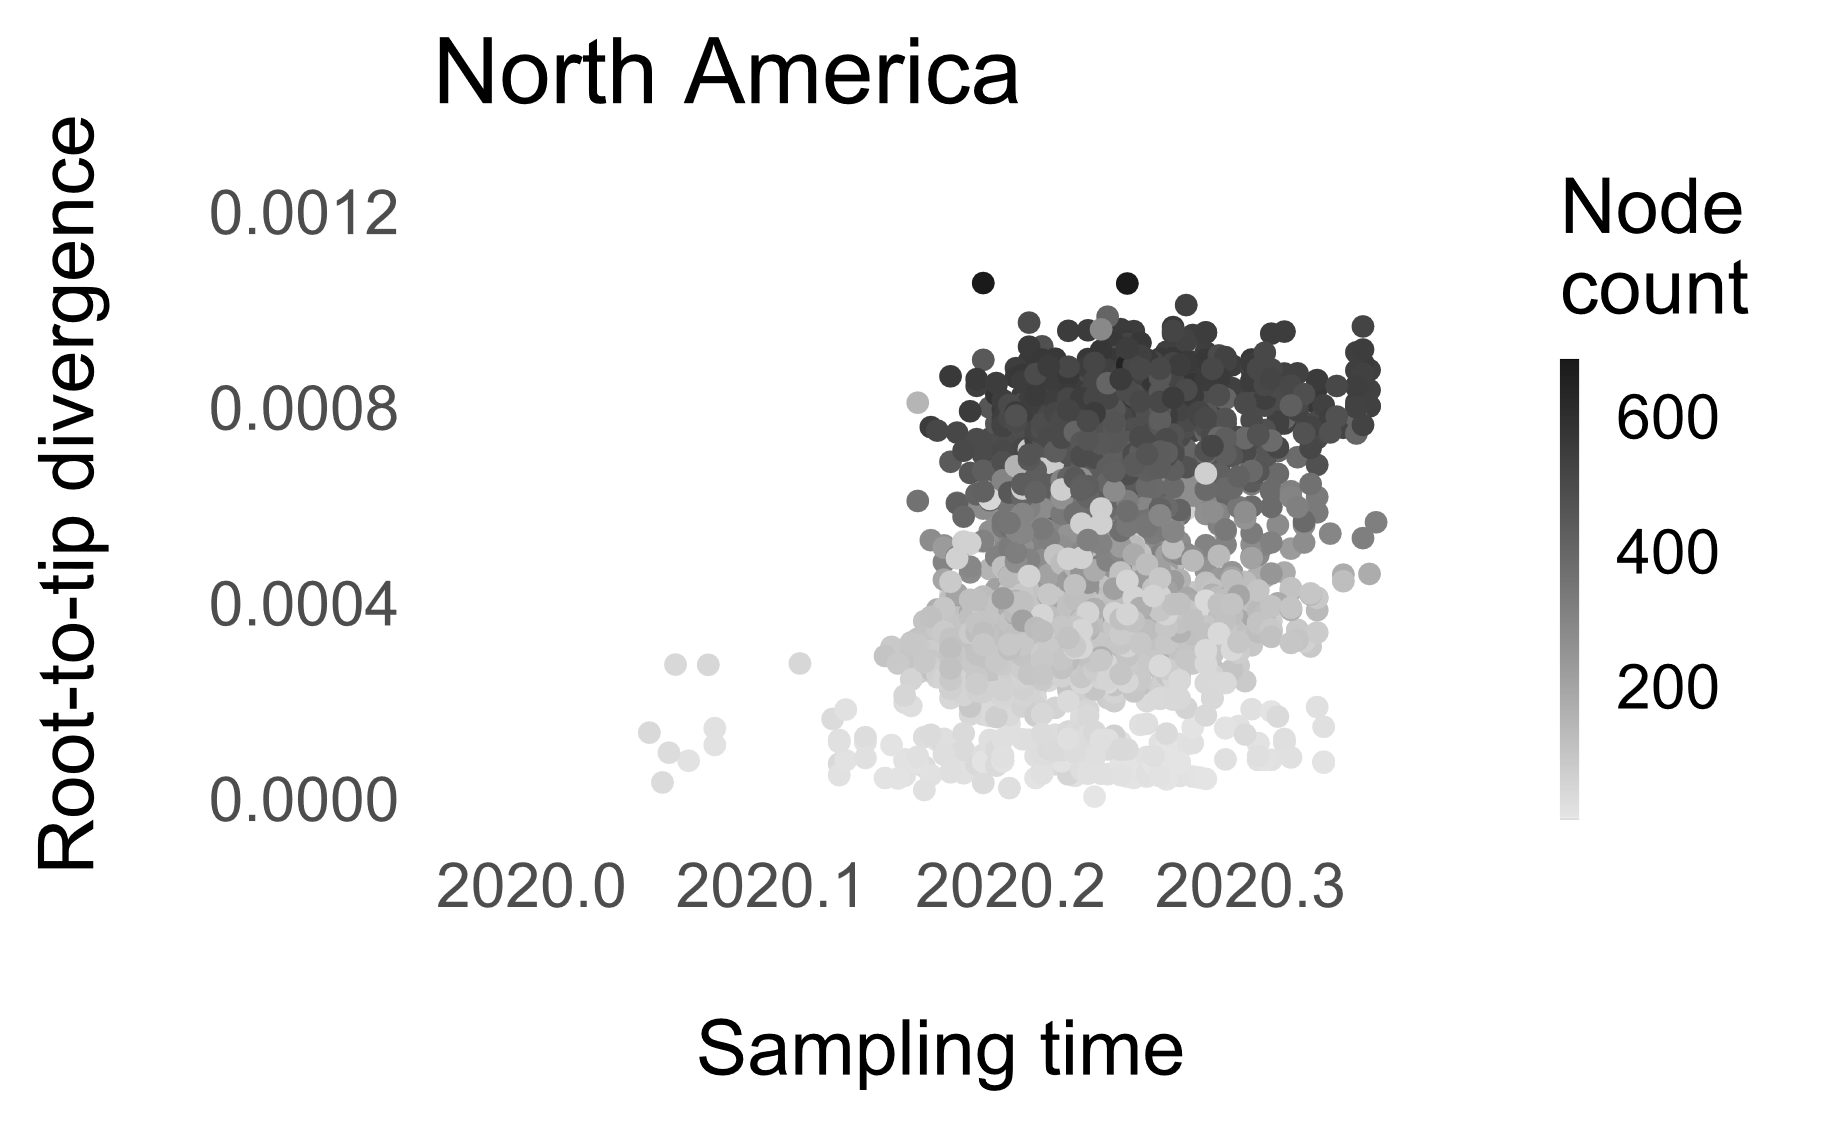 North America
Root-to-tip divergence
0.0012
0.0008
0.0004
0.0000
2020.0 2020.1 2020.2 2020.3
Sampling time
Node
count
600
400
200